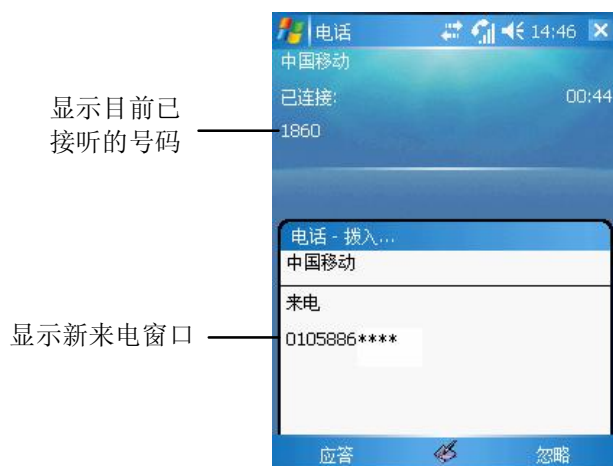 电话 14:46
中国移动
已连接: 00:44
显示目前已
接听的号码
1860
电话 - 拨入...
中国移动
来电
显示新来电窗口
0105886****
应答 忽略